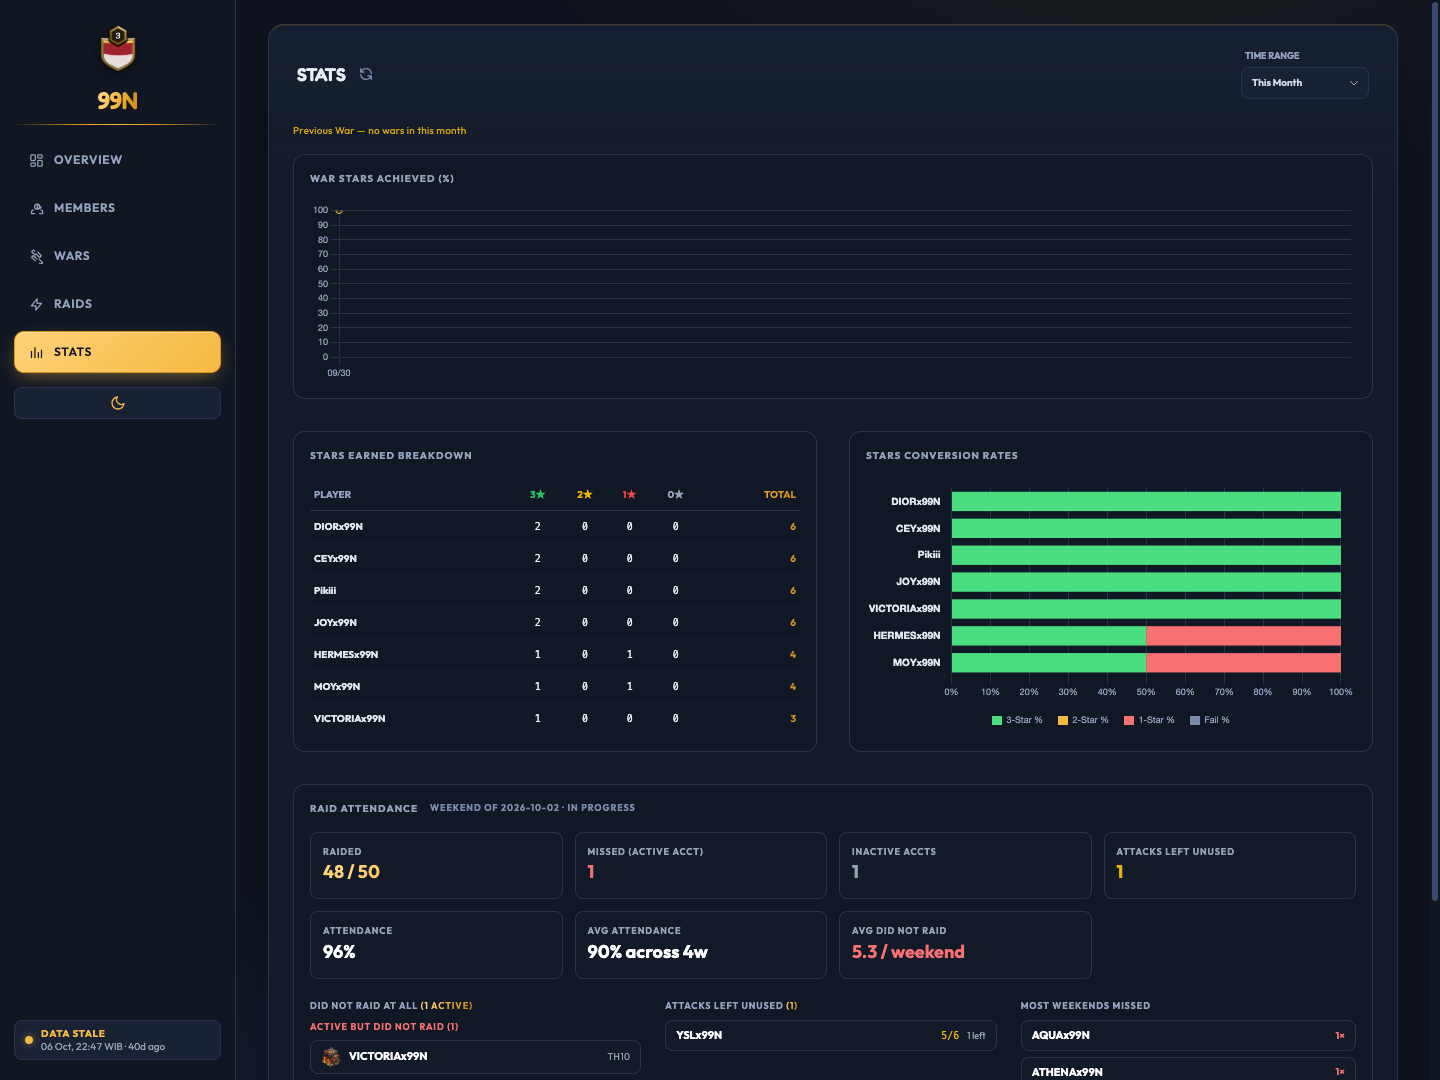 3
99N
OVERVIEW
MEMBERS
WARS
RAIDS
STATS
DATA STALE
06 Oct, 22:47 WIB · 40d ago
STATS
TIME RANGE
This Month
Previous War — no wars in this month
WAR STARS ACHIEVED (%)
100
90
80
70
60
50
40
30
20
10
0
09/30
STARS EARNED BREAKDOWN
PLAYER 3★ 2★ 1★ 0★ TOTAL
DIORx99N 2 0 0 0 6
CEYx99N 2 0 0 0 6
Pikiii 2 0 0 0 6
JOYx99N 2 0 0 0 6
HERMESx99N 1 0 1 0 4
MOYx99N 1 0 1 0 4
VICTORIAx99N 1 0 0 0 3
STARS CONVERSION RATES
DIORx99N
CEYx99N
Pikiii
JOYx99N
VICTORIAx99N
HERMESx99N
MOYx99N
0% 10% 20% 30% 40% 50% 60% 70% 80% 90% 100%
3-Star % 2-Star % 1-Star % Fail %
RAID ATTENDANCE WEEKEND OF 2026-10-02 · IN PROGRESS
RAIDED
48 / 50
MISSED (ACTIVE ACCT)
1
INACTIVE ACCTS
1
ATTACKS LEFT UNUSED
1
ATTENDANCE
96%
AVG ATTENDANCE
90% across 4w
AVG DID NOT RAID
5.3 / weekend
DID NOT RAID AT ALL (1 ACTIVE)
ACTIVE BUT DID NOT RAID (1)
VICTORIAx99N TH10
ATTACKS LEFT UNUSED (1)
YSLx99N 5/6 1 left
MOST WEEKENDS MISSED
AQUAx99N 1×
ATHENAx99N 1×